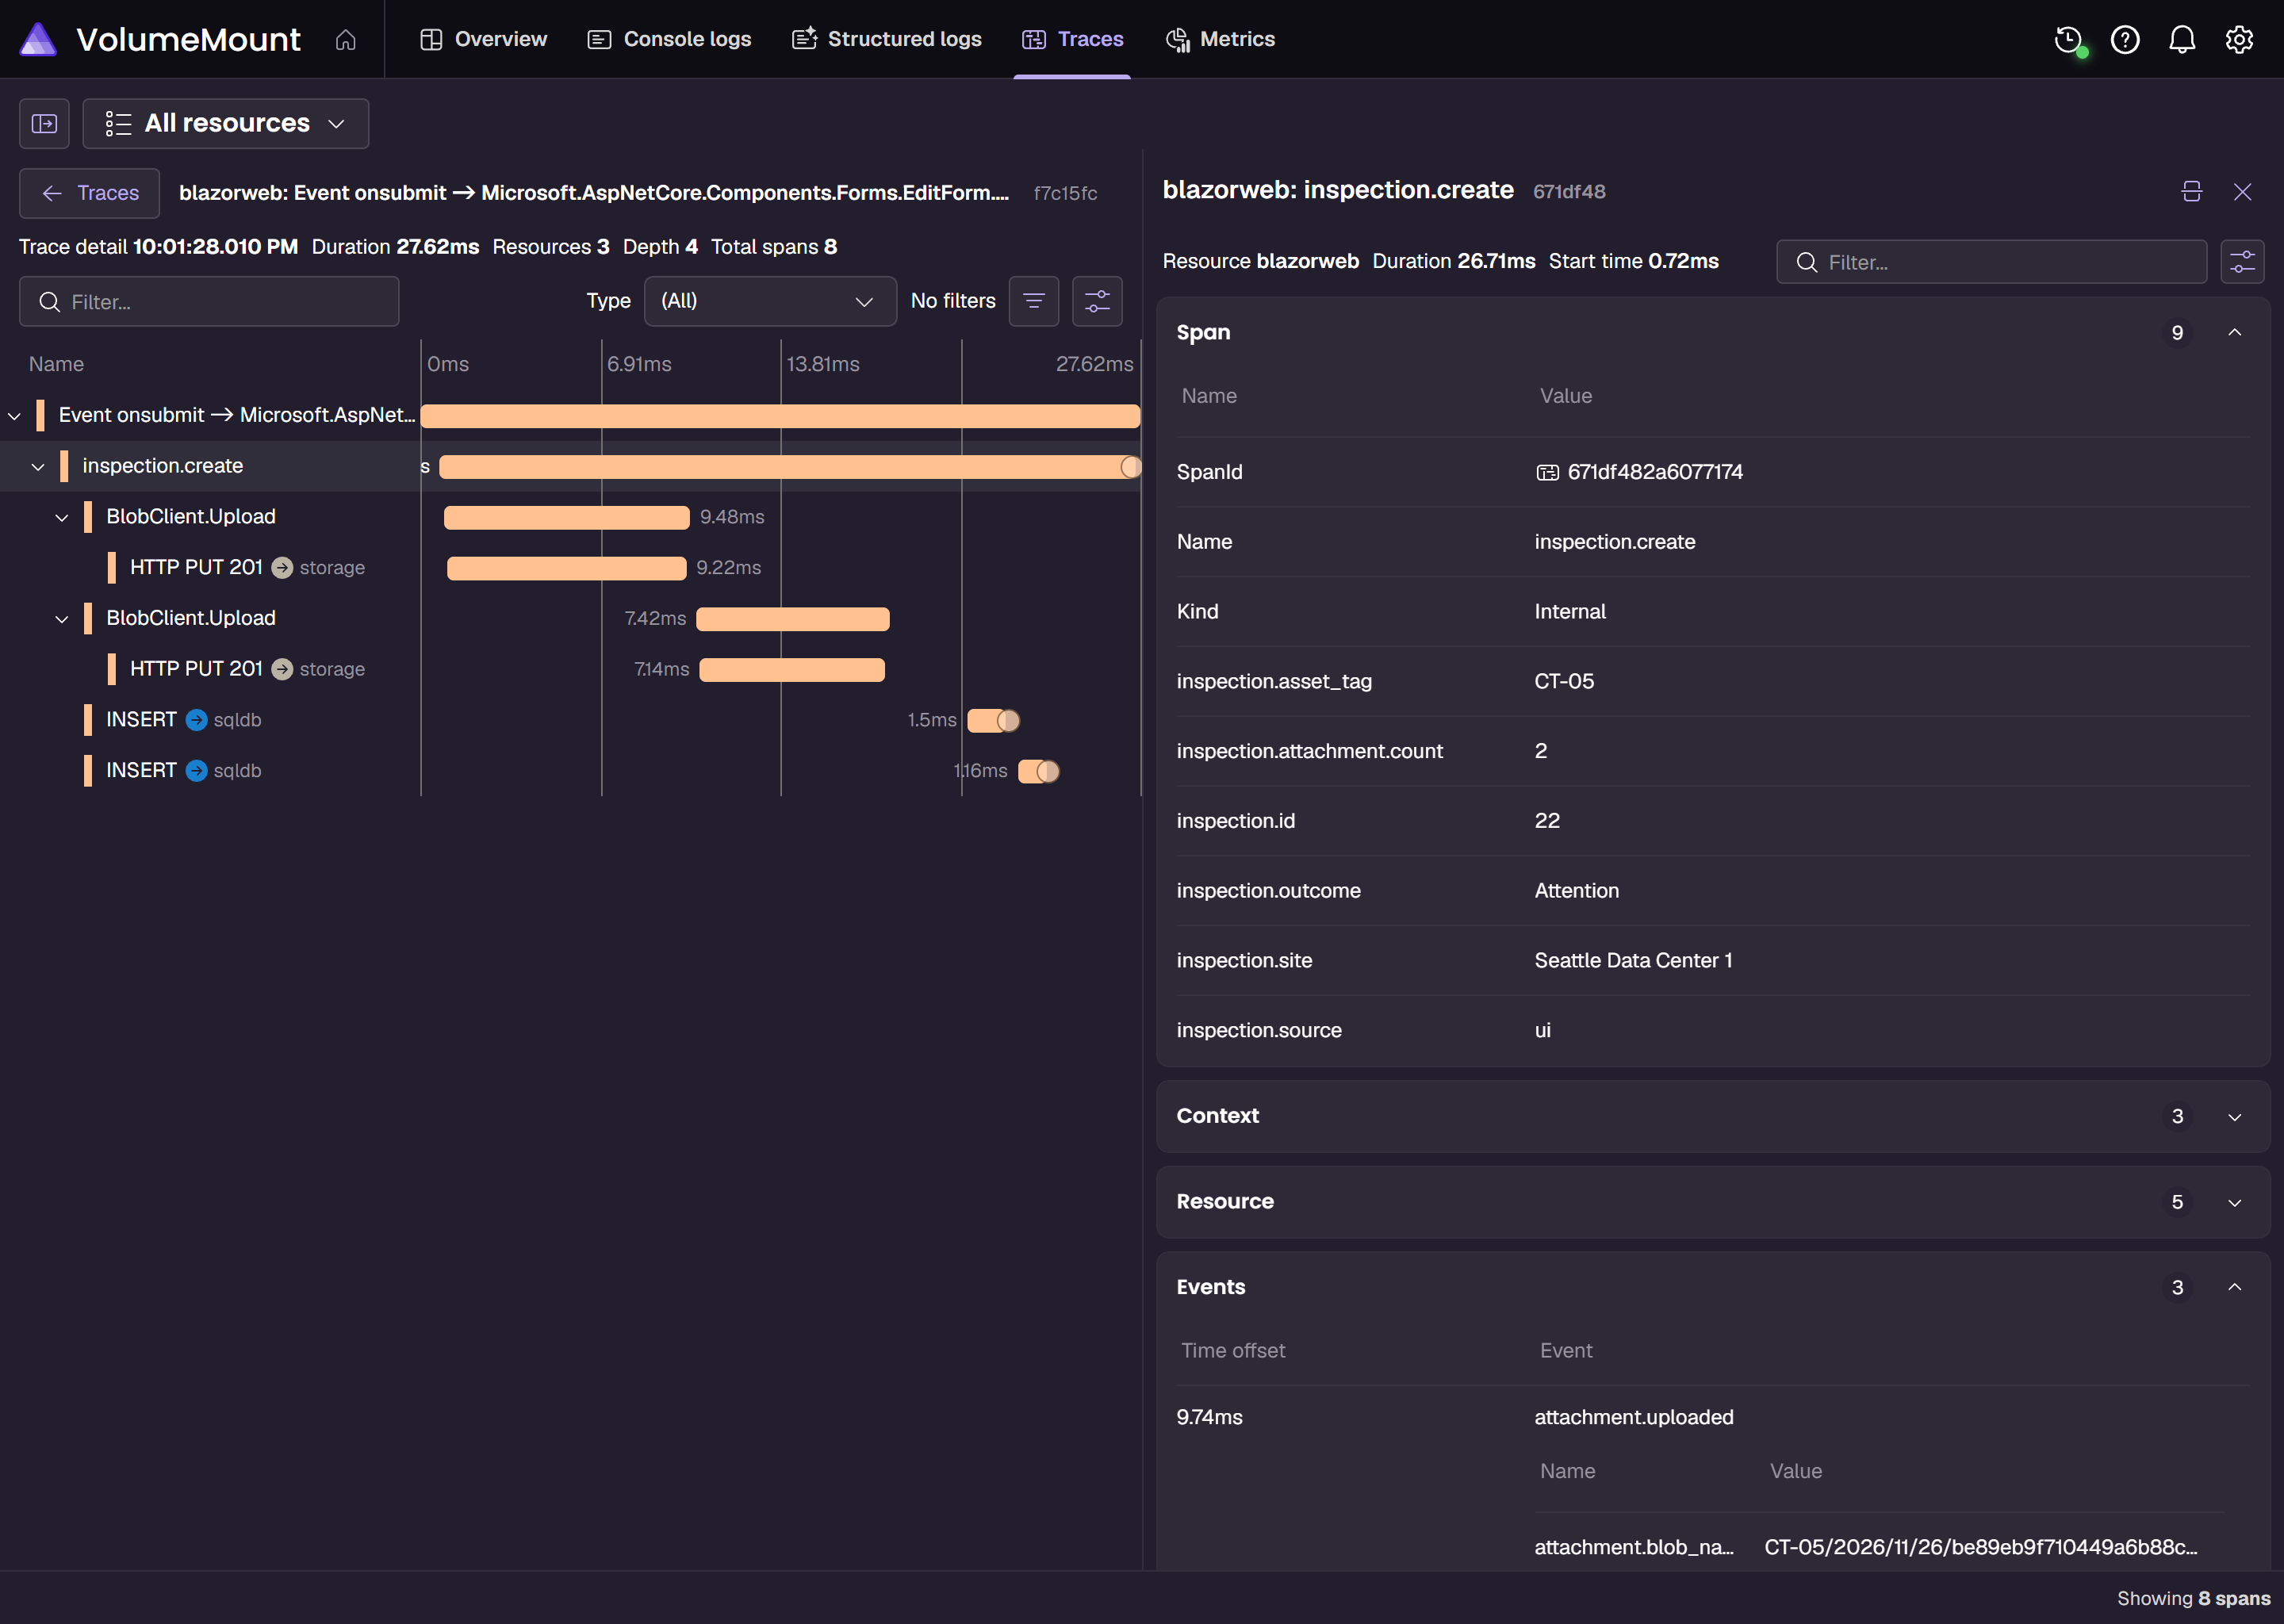 VolumeMount
Overview
Console logs
Structured logs
Traces
Metrics
All resources
Traces
blazorweb: Event onsubmit → Microsoft.AspNetCore.Components.Forms.EditForm.... f7c15fc
Trace detail 10:01:28.010 PM Duration 27.62ms Resources 3 Depth 4 Total spans 8
Filter...
Type (All) No filters
Name 0ms 6.91ms 13.81ms 27.62ms
Event onsubmit → Microsoft.AspNet...
inspection.create s
BlobClient.Upload 9.48ms
HTTP PUT 201 storage 9.22ms
BlobClient.Upload 7.42ms
HTTP PUT 201 storage 7.14ms
INSERT sqldb 1.5ms
INSERT sqldb 1.16ms
blazorweb: inspection.create 671df48
Resource blazorweb Duration 26.71ms Start time 0.72ms
Filter...
Span 9
Name Value
SpanId 671df482a6077174
Name inspection.create
Kind Internal
inspection.asset_tag CT-05
inspection.attachment.count 2
inspection.id 22
inspection.outcome Attention
inspection.site Seattle Data Center 1
inspection.source ui
Context 3
Resource 5
Events 3
Time offset Event
9.74ms attachment.uploaded
Name Value
attachment.blob_na... CT-05/2026/11/26/be89eb9f710449a6b88c...
Showing 8 spans